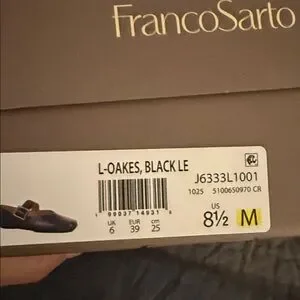 FrancoSarto
L-OAKES, BLACK LE
J6333L1001
1025 5100650970 CR
UK EUR cm
6 39 25
US
8½ M